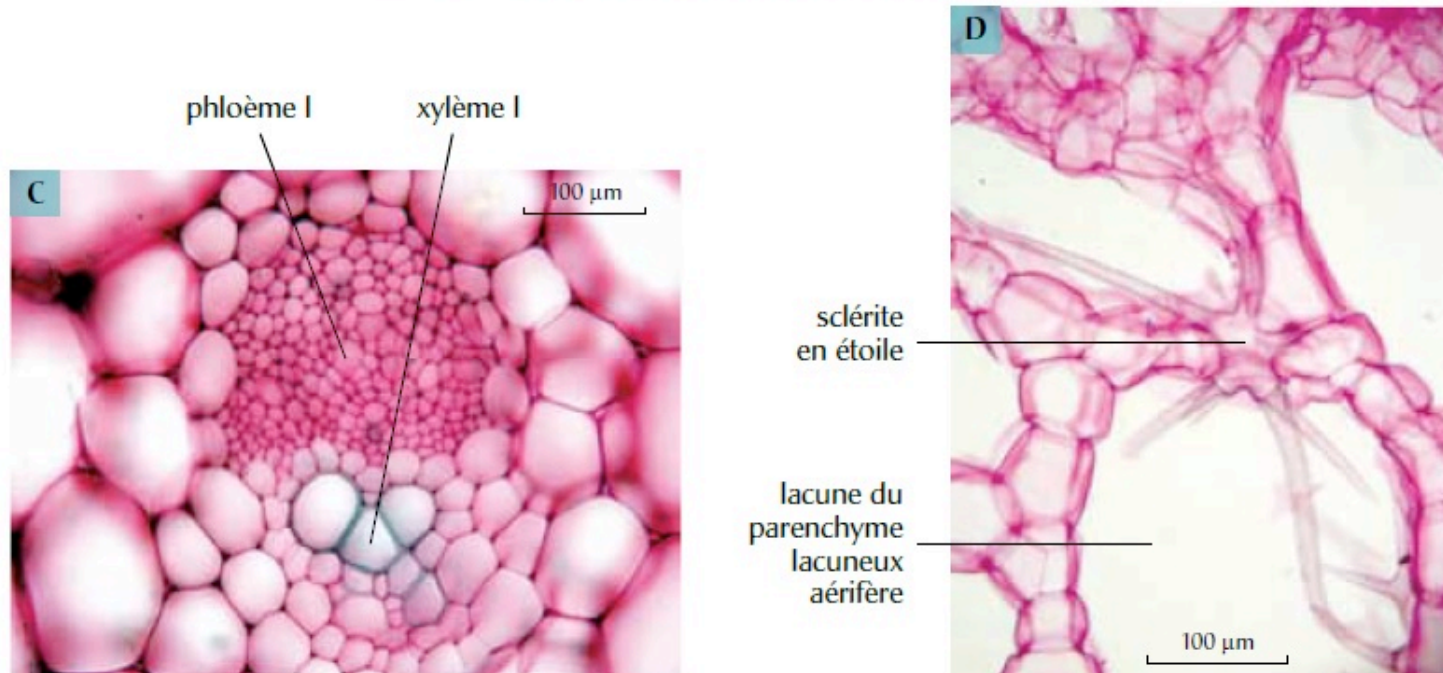 phloème I
xylème I
C
100 µm
D
sclérite
en étoile
lacune du
parenchyme
lacuneux
aérifère
100 µm